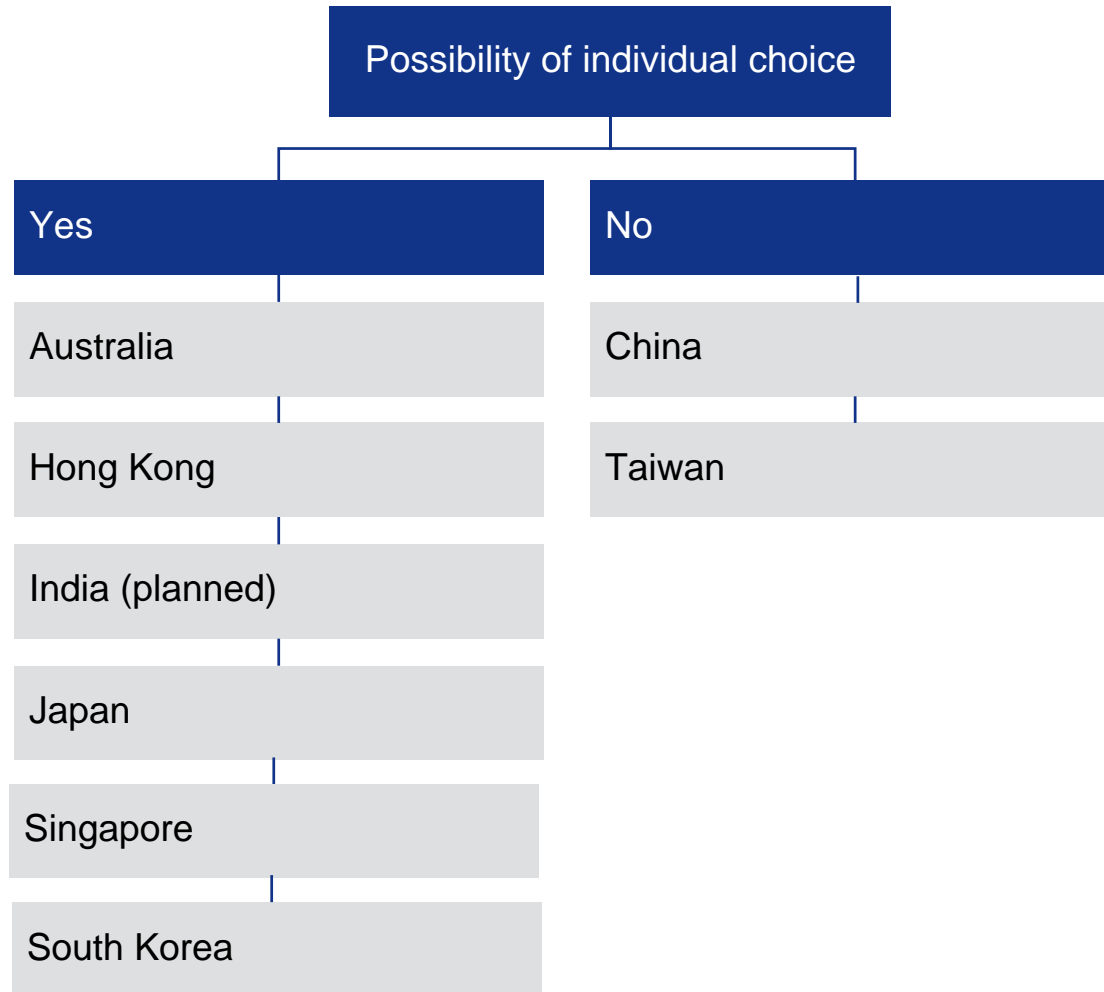 Possibility of individual choice
Yes
Australia
Hong Kong
India (planned)
Japan
Singapore
South Korea
No
China
Taiwan